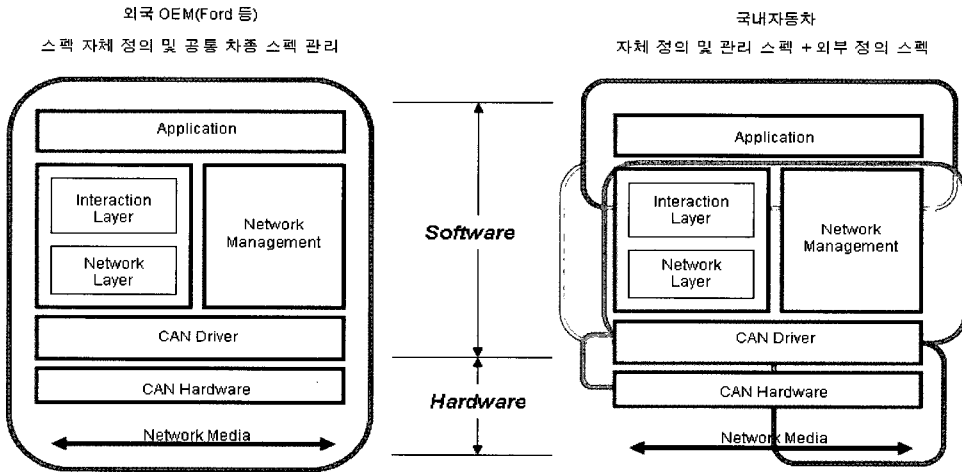 외국 OEM(Ford 등)
스펙 자체 정의 및 공통 차종 스펙 관리
Application
Interaction
Layer
Network
Layer
Network
Management
CAN Driver
CAN Hardware
Network Media
Software
Hardware
국내자동차
자체 정의 및 관리 스펙 + 외부 정의 스펙
Application
Interaction
Layer
Network
Layer
Network
Management
CAN Driver
CAN Hardware
Network Media